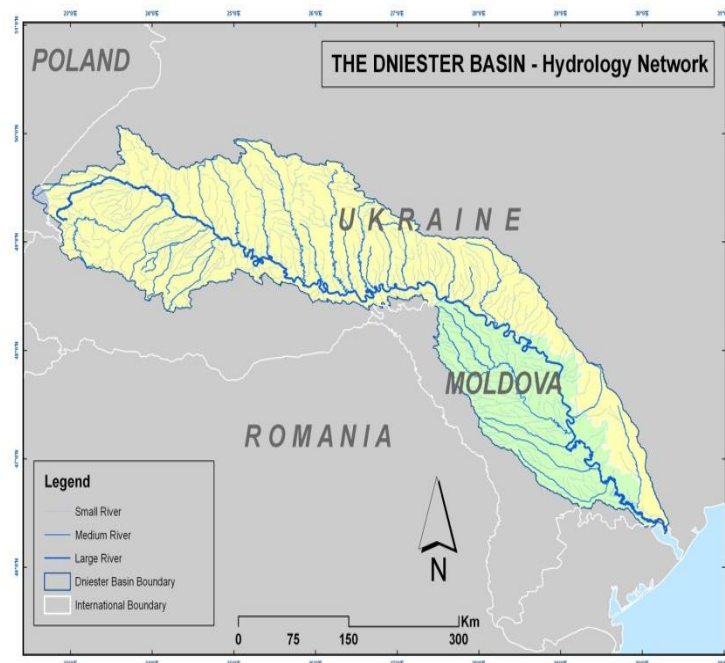 THE DNIESTER BASIN - Hydrology Network
POLAND
UKRAINE
MOLDOVA
ROMANIA
Legend
Small River
Medium River
Large River
Dniester Basin Boundary
International Boundary
N
Km
0 75 150 300